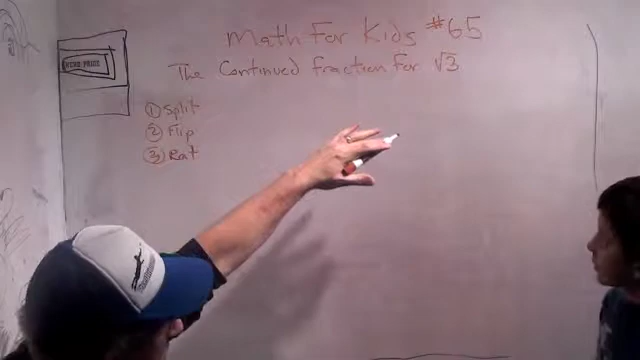 Math For Kids #65
The Continued fraction for √3
① Split
② Flip
③ Rat